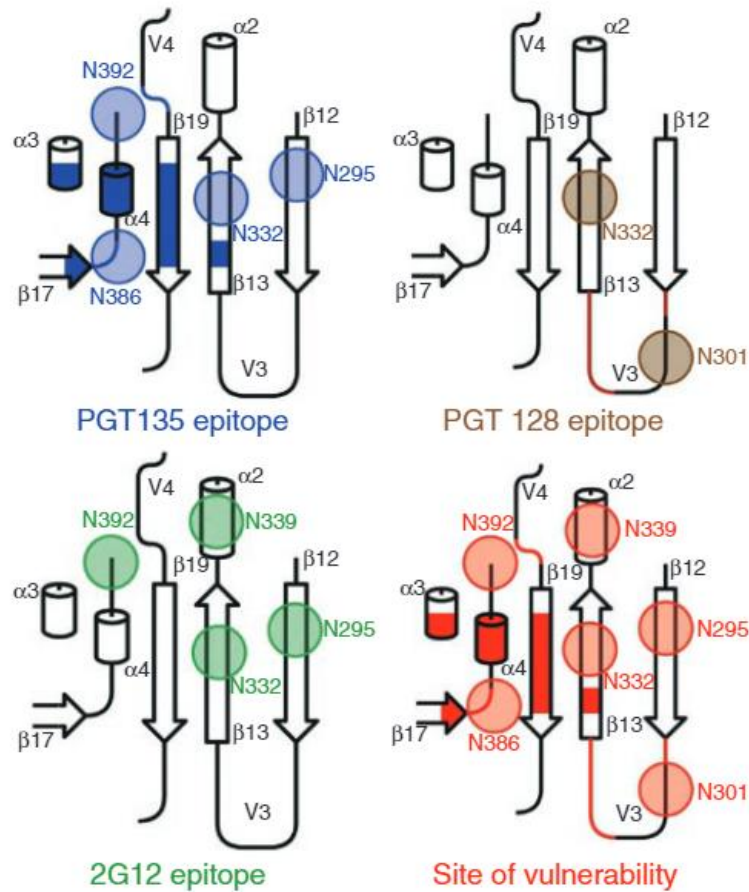 V4
α2
N392
β19
β12
α3
N295
α4
N332
β17
N386
β13
V3
PGT135 epitope
V4
α2
β19
β12
α3
α4
N332
β17
β13
V3
N301
PGT 128 epitope
V4
α2
N392
N339
β19
β12
α3
N295
α4
N332
β17
β13
V3
2G12 epitope
V4
α2
N392
N339
β19
β12
α3
N295
α4
N332
β17
N386
β13
V3
N301
Site of vulnerability